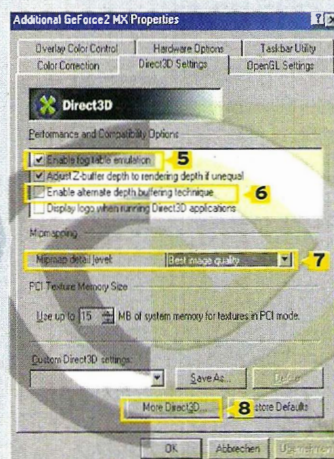 Additional GeForce2 MX Properties
Overlay Color Control Hardware Options Taskbar Utility
Color Correction Direct3D Settings OpenGL Settings
Direct3D
Performance and Compatibility Options
Enable fog table emulation 5
Adjust Z-buffer depth to rendering depth if unequal
Enable alternate depth buffering technique 6
Display logo when running Direct3D applications
Mipmapping
Mipmap detail level: Best image quality 7
PCI Texture Memory Size
Use up to 15 MB of system memory for textures in PCI mode.
Custom Direct3D settings:
Save As... Delete
More Direct3D... 8 store Defaults
OK Abbrechen